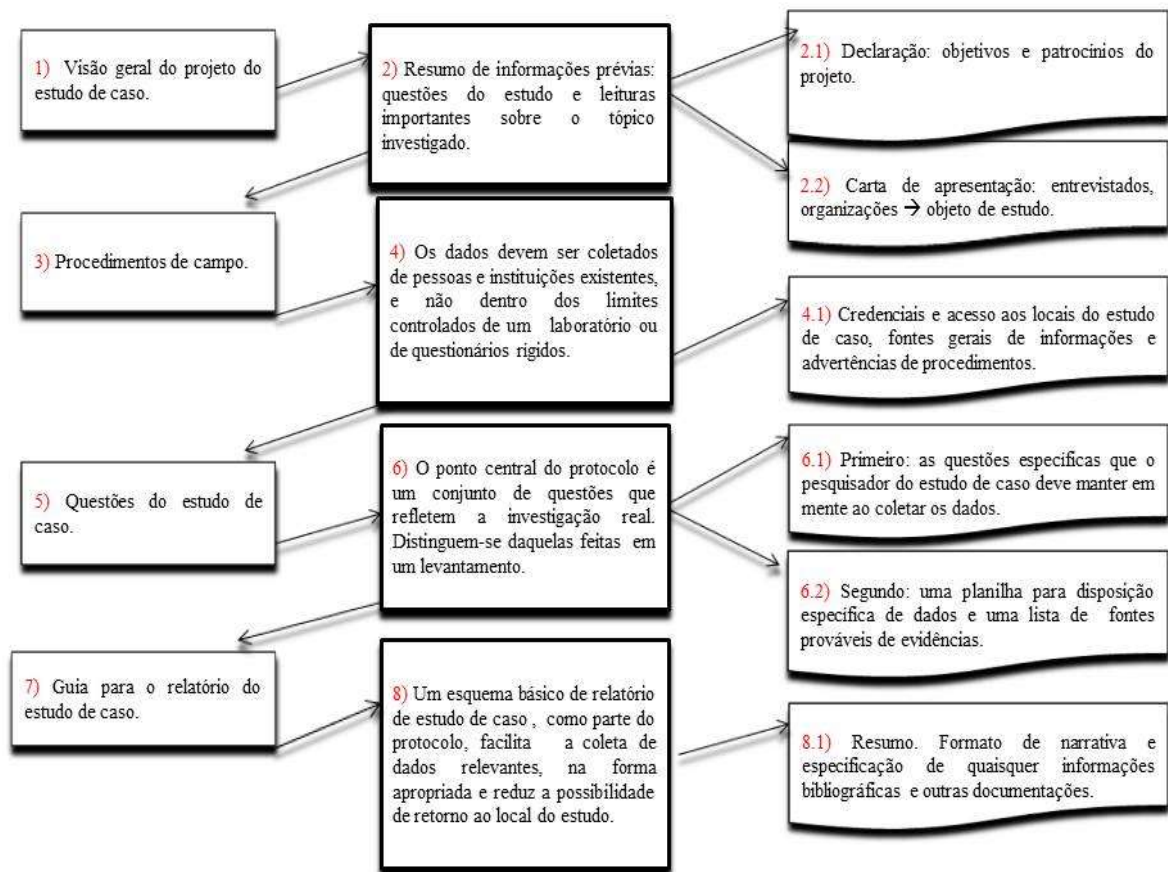 1) Visão geral do projeto do
estudo de caso.
2) Resumo de informações prévias:
questões do estudo e leituras
importantes sobre o tópico
investigado.
2.1) Declaração: objetivos e patrocínios do
projeto.
2.2) Carta de apresentação: entrevistados,
organizações → objeto de estudo.
3) Procedimentos de campo.
4) Os dados devem ser coletados
de pessoas e instituições existentes,
e não dentro dos limites
controlados de um laboratório ou
de questionários rígidos.
4.1) Credenciais e acesso aos locais do estudo
de caso, fontes gerais de informações e
advertências de procedimentos.
5) Questões do estudo de
caso.
6) O ponto central do protocolo é
um conjunto de questões que
refletem a investigação real.
Distinguem-se daquelas feitas em
um levantamento.
6.1) Primeiro: as questões específicas que o
pesquisador do estudo de caso deve manter em
mente ao coletar os dados.
6.2) Segundo: uma planilha para disposição
específica de dados e uma lista de fontes
prováveis de evidências.
7) Guia para o relatório do
estudo de caso.
8) Um esquema básico de relatório
de estudo de caso , como parte do
protocolo, facilita a coleta de
dados relevantes, na forma
apropriada e reduz a possibilidade
de retorno ao local do estudo.
8.1) Resumo. Formato de narrativa e
especificação de quaisquer informações
bibliográficas e outras documentações.